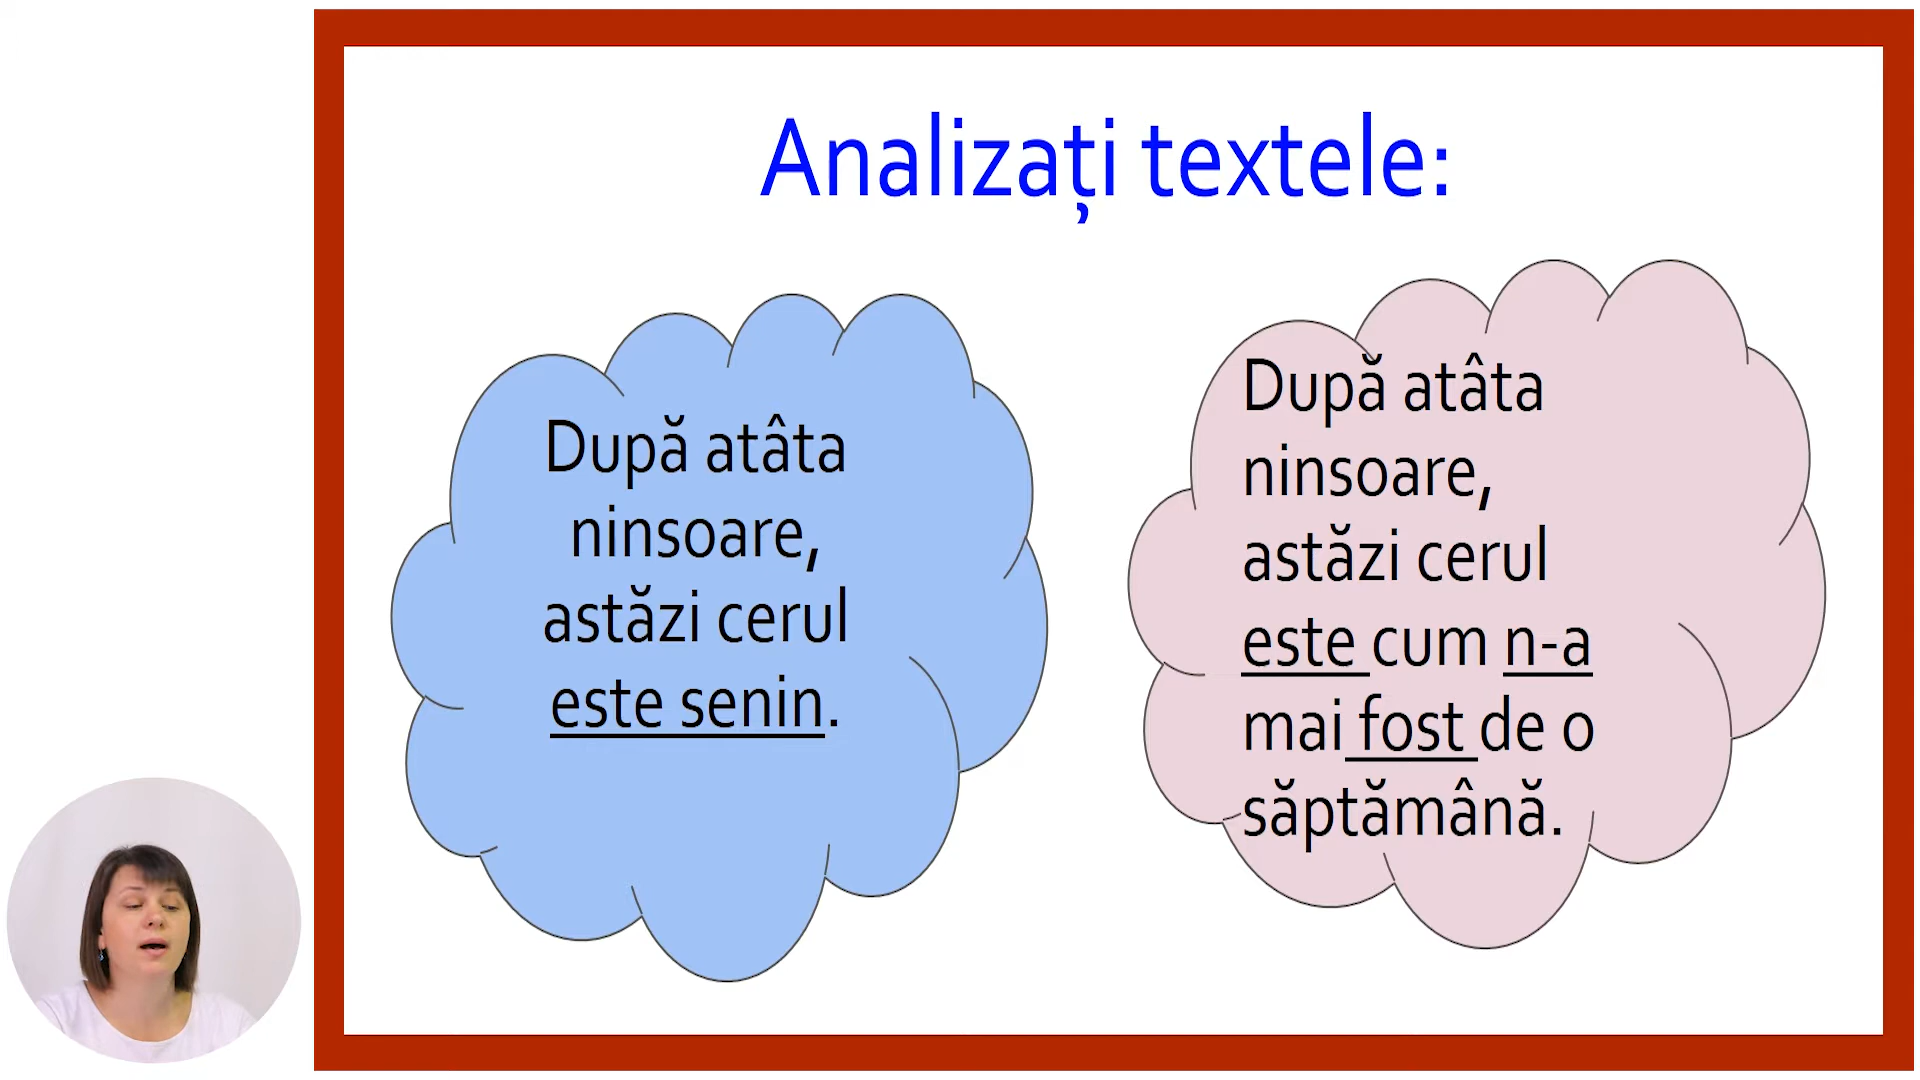 Analizați textele:
După atâta
ninsoare,
astăzi cerul
este senin.
După atâta
ninsoare,
astăzi cerul
este cum n-a
mai fost de o
săptămână.